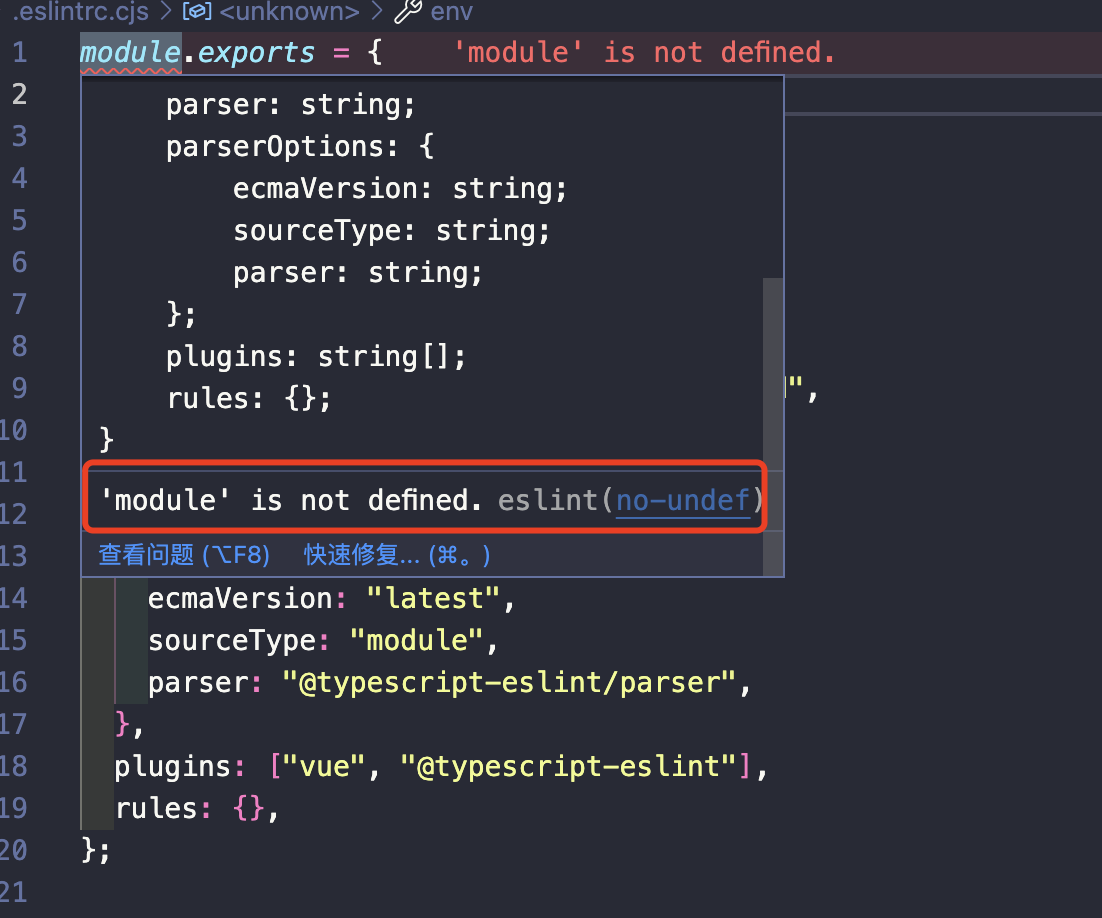 .eslintrc.cjs > <unknown> > env
1 module.exports = { 'module' is not defined.
2
parser: string;
3 parserOptions: {
4 ecmaVersion: string;
5 sourceType: string;
6 parser: string;
7 };
8 plugins: string[];
9 rules: {}; ",
10 }
11
'module' is not defined. eslint(no-undef)
12
13 查看问题 (⌥F8) 快速修复... (⌘。)
14 ecmaVersion: "latest",
15 sourceType: "module",
16 parser: "@typescript-eslint/parser",
17 },
18 plugins: ["vue", "@typescript-eslint"],
19 rules: {},
20 };
21